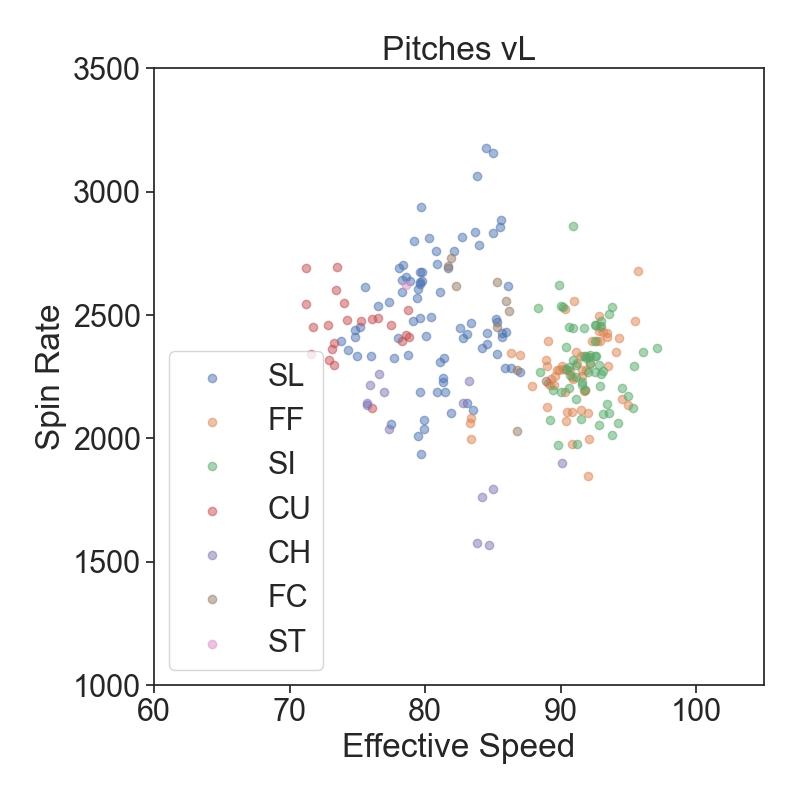 Pitches vL
3500
3000
2500
2000
1500
1000
Spin Rate
SL
FF
SI
CU
CH
FC
ST
60 70 80 90 100
Effective Speed